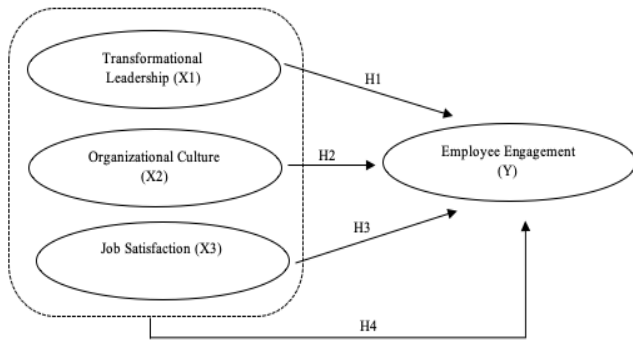 Transformational
Leadership (X1)
H1
Organizational Culture
(X2)
H2
Employee Engagement
(Y)
Job Satisfaction (X3)
H3
H4